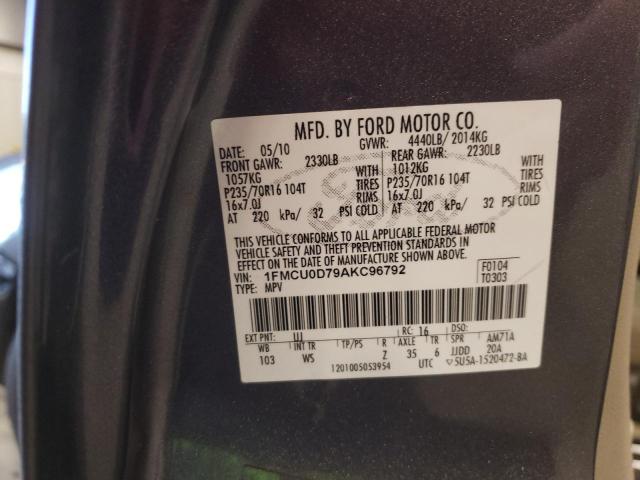 MFD. BY FORD MOTOR CO.
DATE: 05/10 GVWR: 4440LB/ 2014KG
FRONT GAWR: 2330LB REAR GAWR: 2230LB
1057KG WITH 1012KG WITH
P235/70R16 104T TIRES P235/70R16 104T TIRES
16x7.0J RIMS 16x7.0J RIMS
AT 220 kPa/ 32 PSI COLD AT 220 kPa/ 32 PSI COLD
THIS VEHICLE CONFORMS TO ALL APPLICABLE FEDERAL MOTOR
VEHICLE SAFETY AND THEFT PREVENTION STANDARDS IN
EFFECT ON THE DATE OF MANUFACTURE SHOWN ABOVE.
VIN: 1FMCU0D79AKC96792 F0104
TYPE: MPV T0303
EXT PNT: UJ RC: 16 DSO:
WB INT TR TP/PS R AXLE TR SPR AM71A
103 WS Z 35 6 JJDD 20A
1201005053954 UTC 5U5A-1520472-BA
Ford